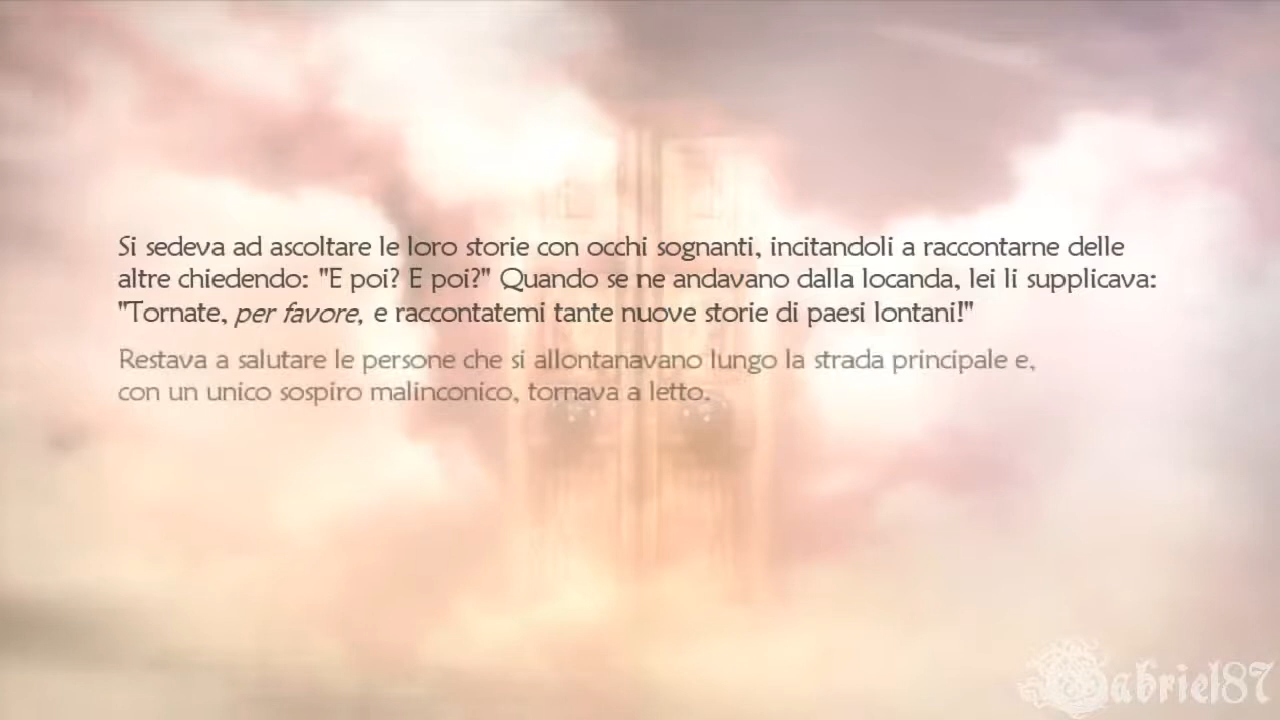 Si sedeva ad ascoltare le loro storie con occhi sognanti, incitandoli a raccontarne delle
altre chiedendo: "E poi? E poi?" Quando se ne andavano dalla locanda, lei li supplicava:
"Tornate, per favore, e raccontatemi tante nuove storie di paesi lontani!"
Restava a salutare le persone che si allontanavano lungo la strada principale e,
con un unico sospiro malinconico, tornava a letto.
Gabriel87